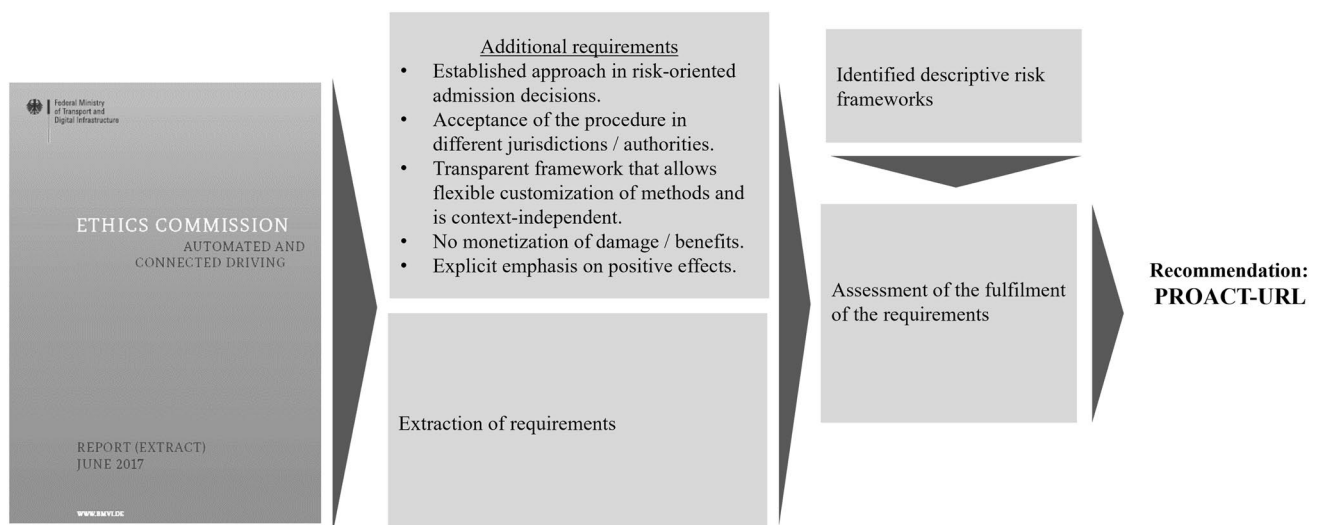 Federal Ministry
of Transport and
Digital Infrastructure
ETHICS COMMISSION
AUTOMATED AND
CONNECTED DRIVING
REPORT (EXTRACT)
JUNE 2017
WWW.BMVI.DE
Additional requirements
• Established approach in risk-oriented
admission decisions.
• Acceptance of the procedure in
different jurisdictions / authorities.
• Transparent framework that allows
flexible customization of methods and
is context-independent.
• No monetization of damage / benefits.
• Explicit emphasis on positive effects.
Extraction of requirements
Identified descriptive risk
frameworks
Assessment of the fulfilment
of the requirements
Recommendation:
PROACT-URL